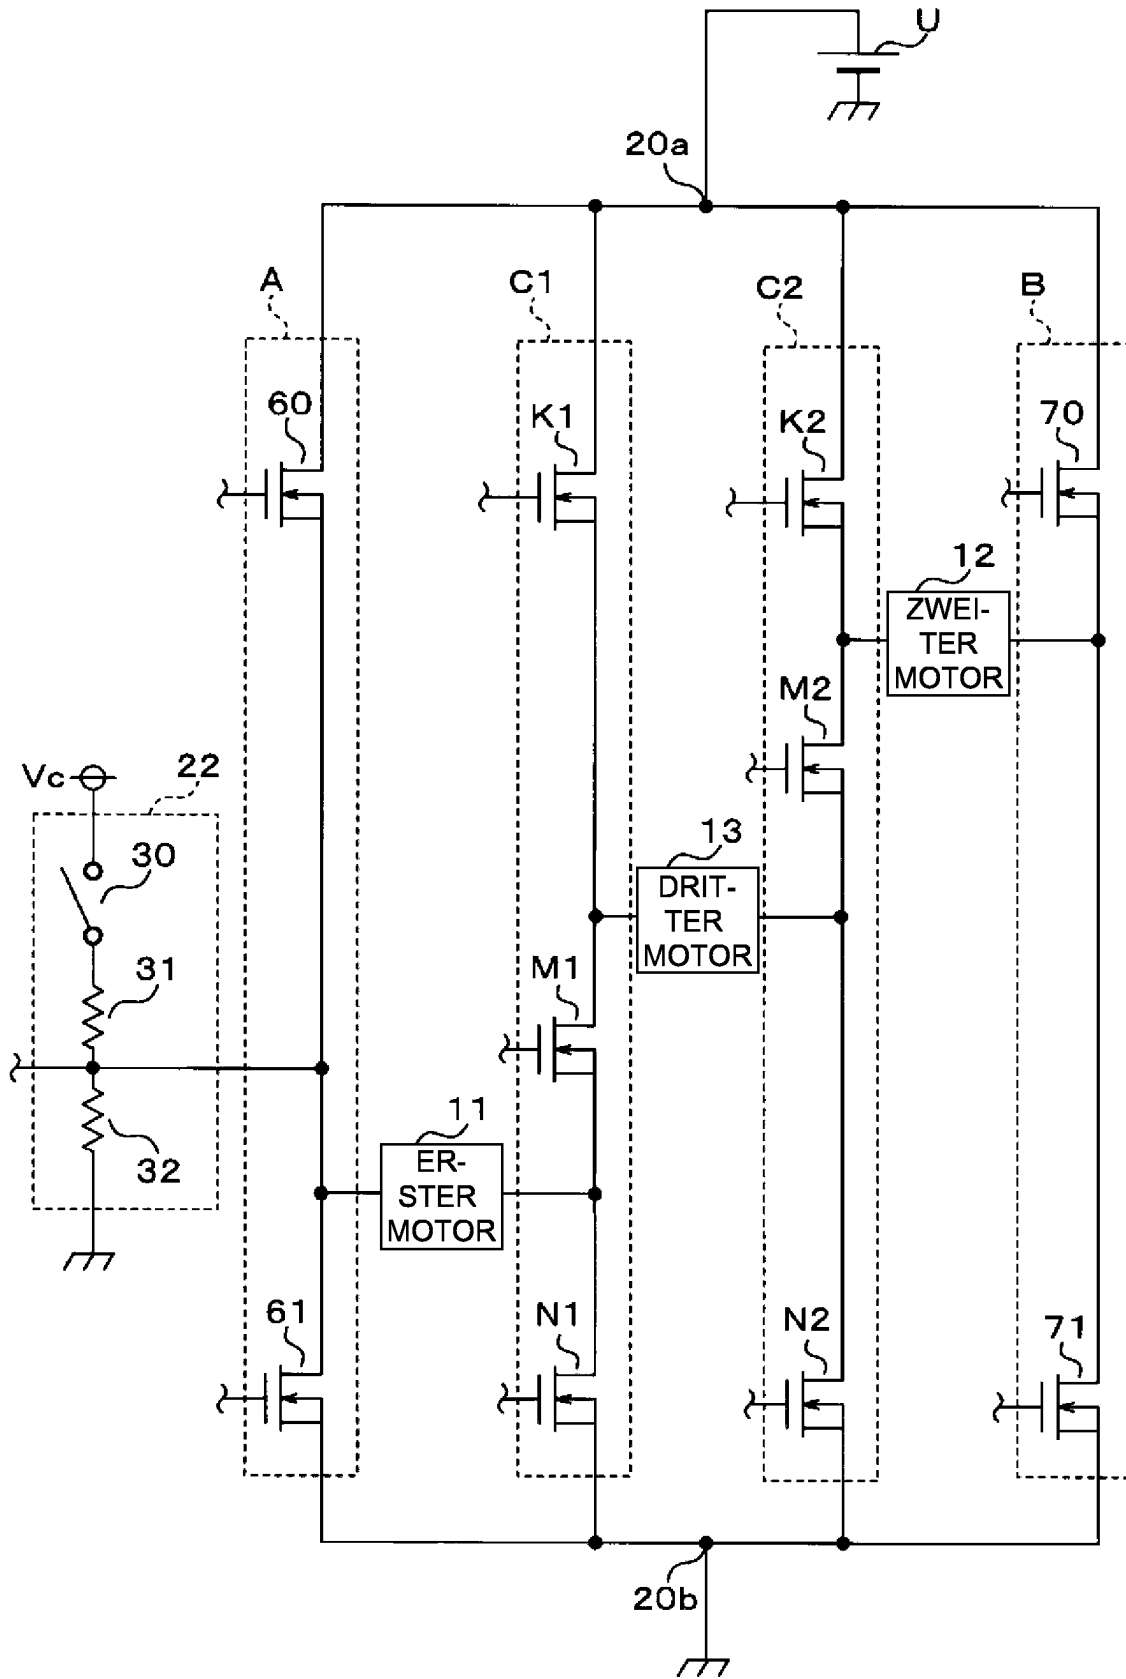 U
20a
A
C1
C2
B
60
K1
K2
70
12
ZWEI-
TER
MOTOR
M2
Vc
22
30
13
DRIT-
TER
MOTOR
31
M1
11
32
ER-
STER
MOTOR
61
N1
N2
71
20b